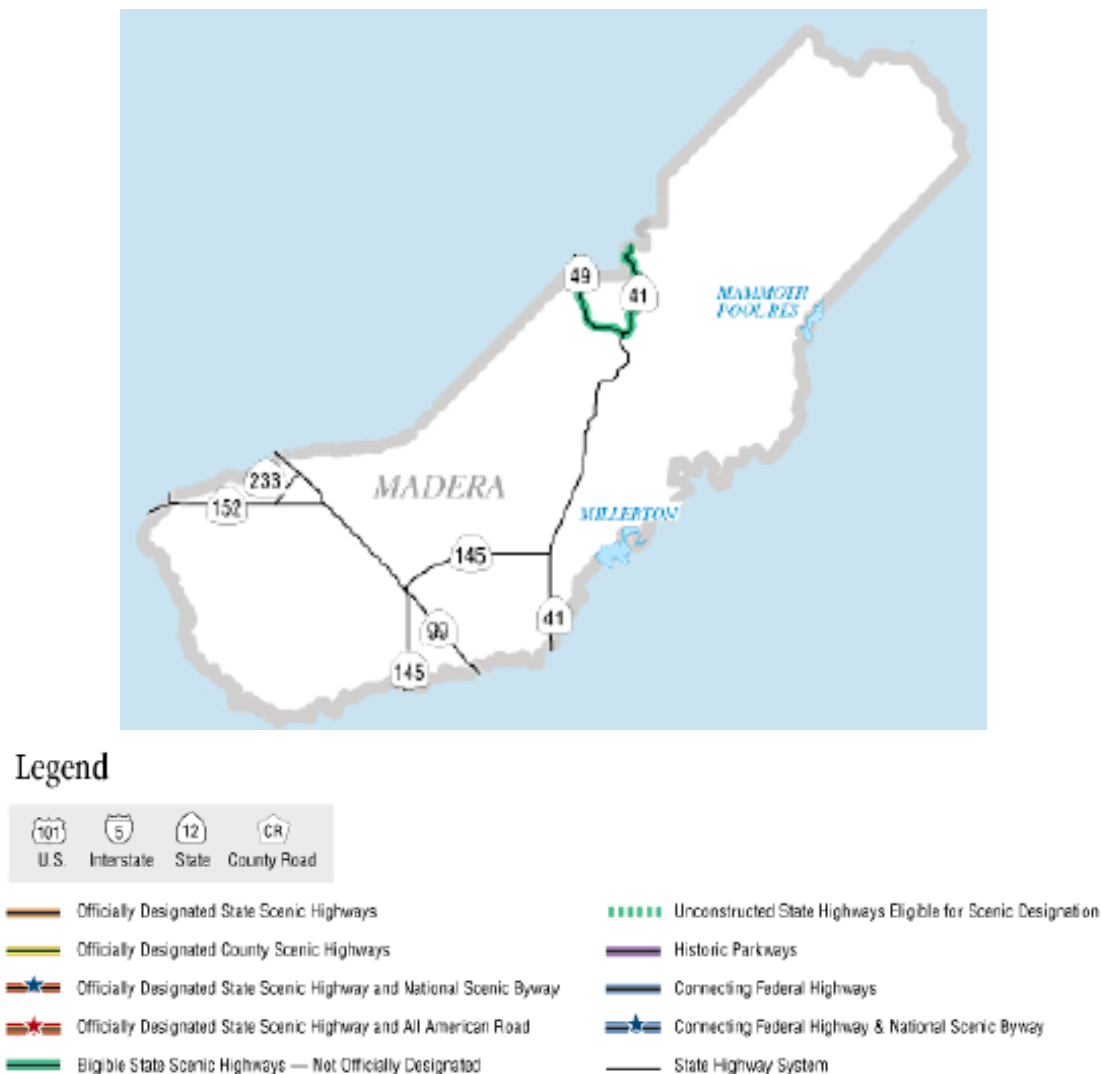 49
41
MAMMOTH
POOL RES
233
MADERA
152
MILLERTON
145
41
99
145
Legend
101 5 12 CR
U.S. Interstate State County Road
Officially Designated State Scenic Highways
Unconstructed State Highways Eligible for Scenic Designation
Officially Designated County Scenic Highways
Historic Parkways
Officially Designated State Scenic Highway and National Scenic Byway
Connecting Federal Highways
Officially Designated State Scenic Highway and All American Road
Connecting Federal Highway & National Scenic Byway
Eligible State Scenic Highways — Not Officially Designated
State Highway System